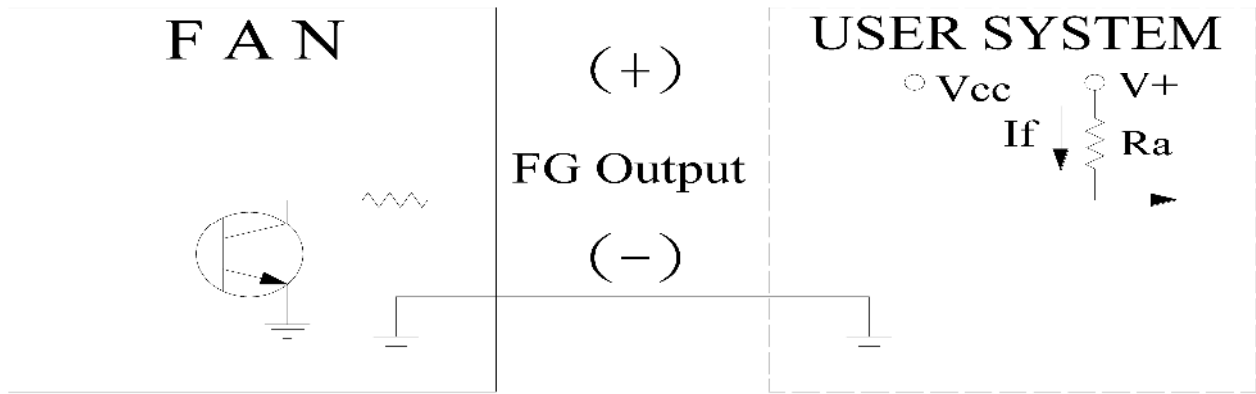 F A N
(+)
FG Output
(−)
USER SYSTEM
Vcc
V+
If
Ra